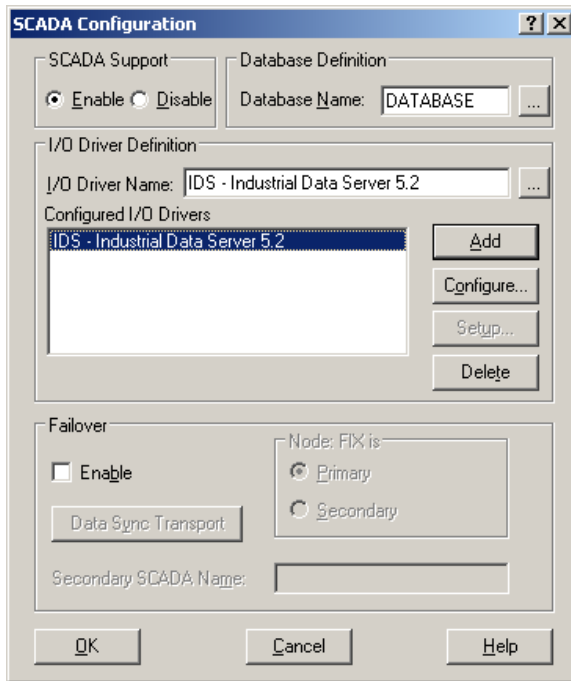 SCADA Configuration
SCADA Support
Enable Disable
Database Definition
Database Name: DATABASE ...
I/O Driver Definition
I/O Driver Name: IDS - Industrial Data Server 5.2 ...
Configured I/O Drivers
IDS - Industrial Data Server 5.2
Add
Configure...
Setup...
Delete
Failover
Enable
Data Sync Transport
Node: FIX is
Primary
Secondary
Secondary SCADA Name:
OK Cancel Help